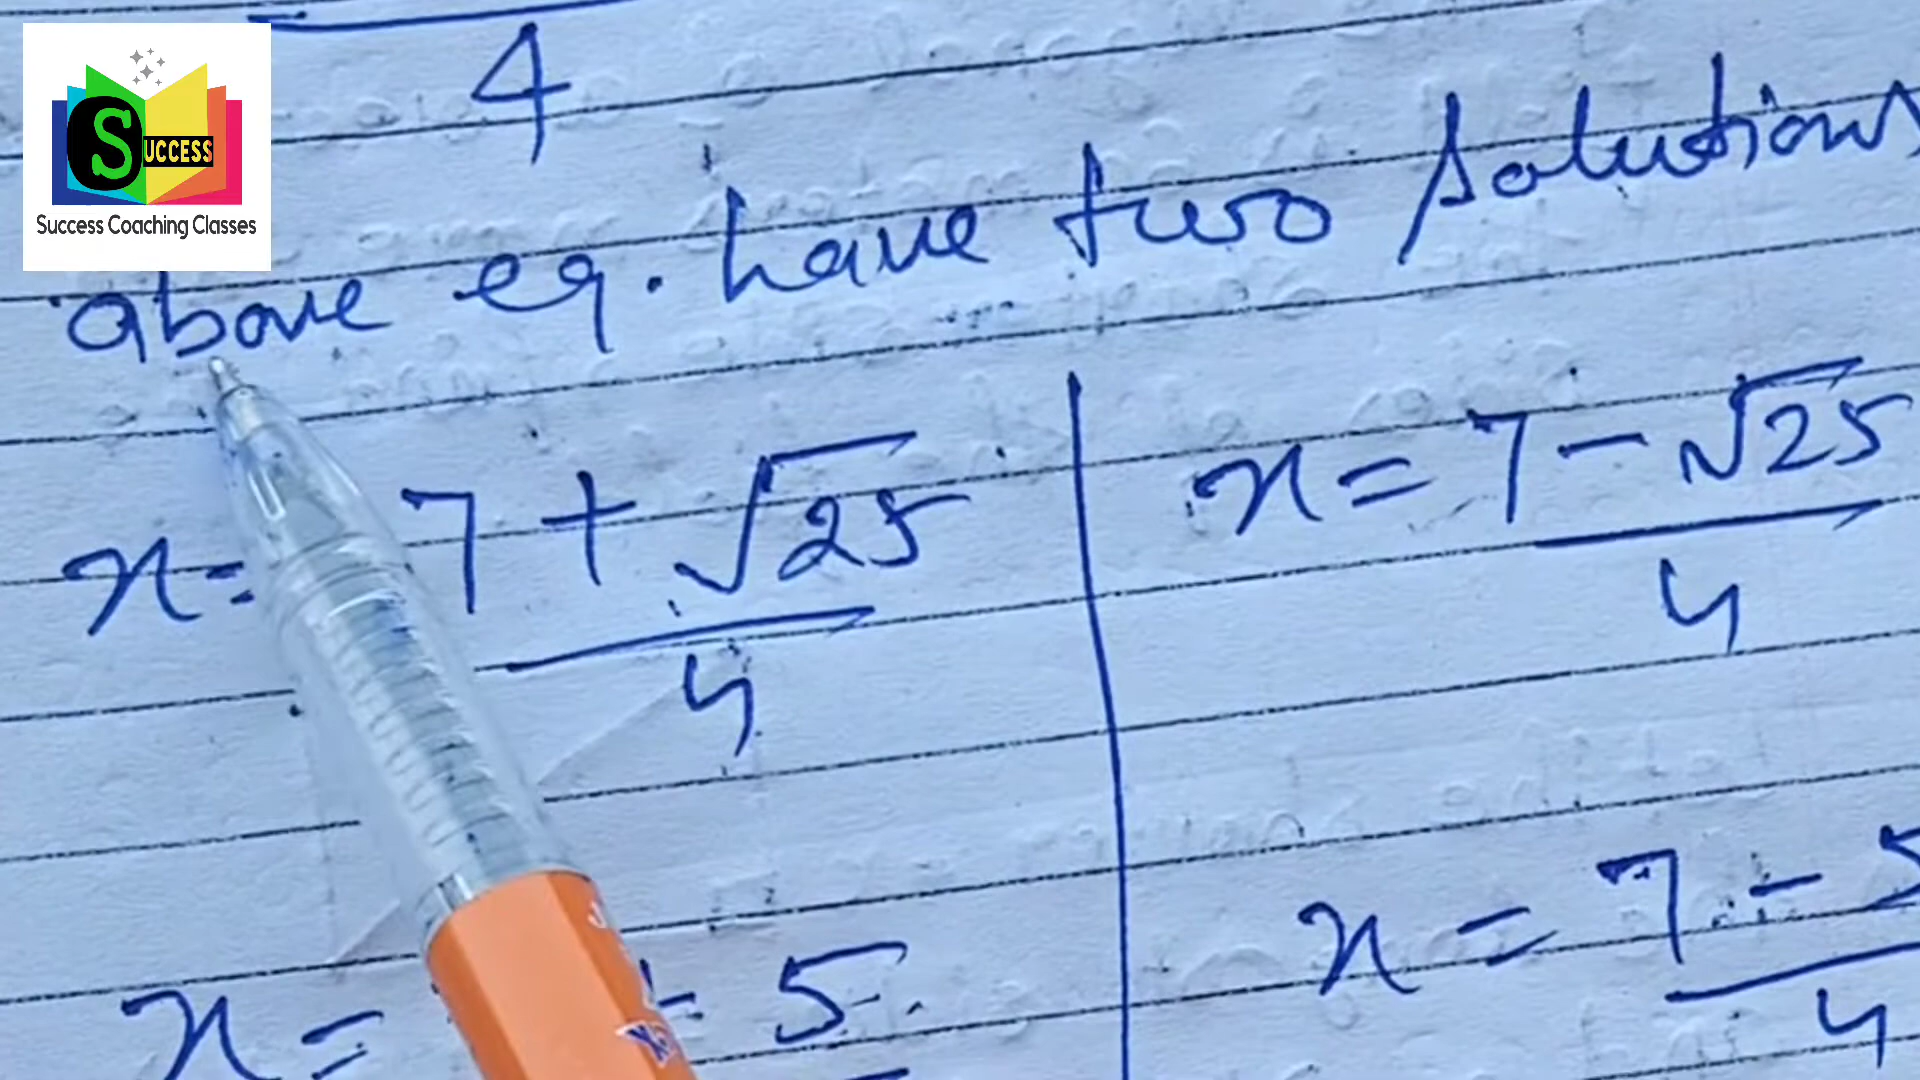 4
SUCCESS
Success Coaching Classes
above eq. have two solutions
x = 7 + √25
4
x = 7 - √25
4
x = 7 - 5
4
x = + 5